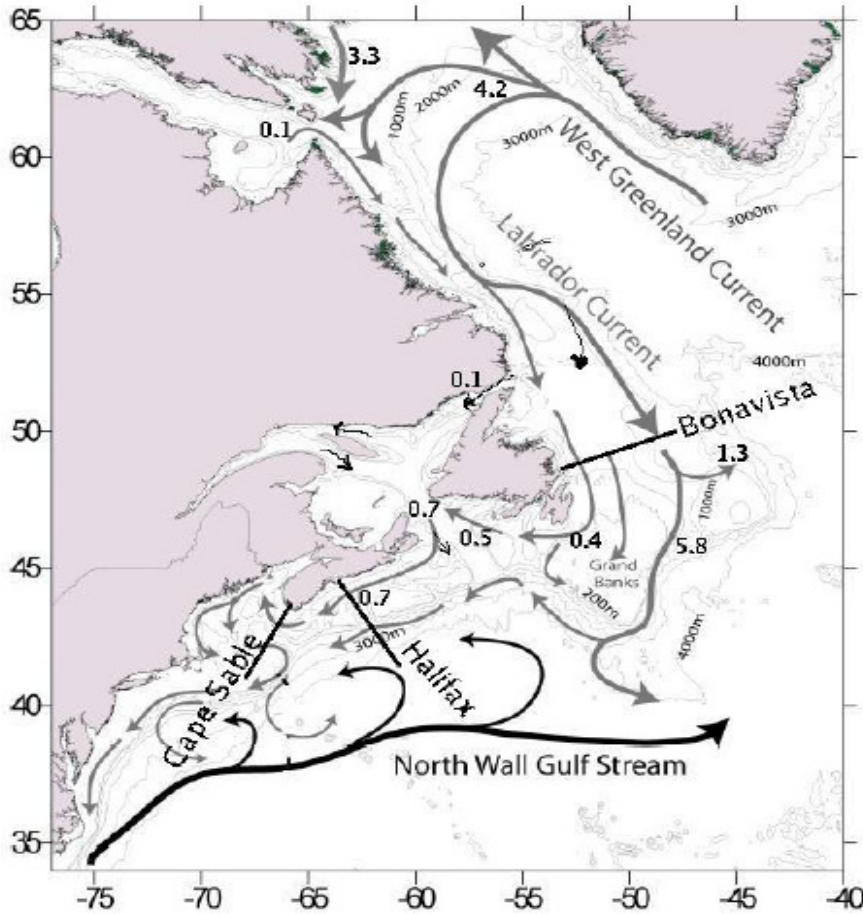 65
3.3
4.2
2000m
1000m
0.1
60
3000m
West Greenland Current
3000m
Labrador Current
55
4000m
0.1
Bonavista
50
1.3
1000m
0.7
0.5
0.4
5.8
Grand
Banks
45
200m
0.7
3000m
4000m
Cape Sable
Halifax
40
North Wall Gulf Stream
35
-75 -70 -65 -60 -55 -50 -45 -40